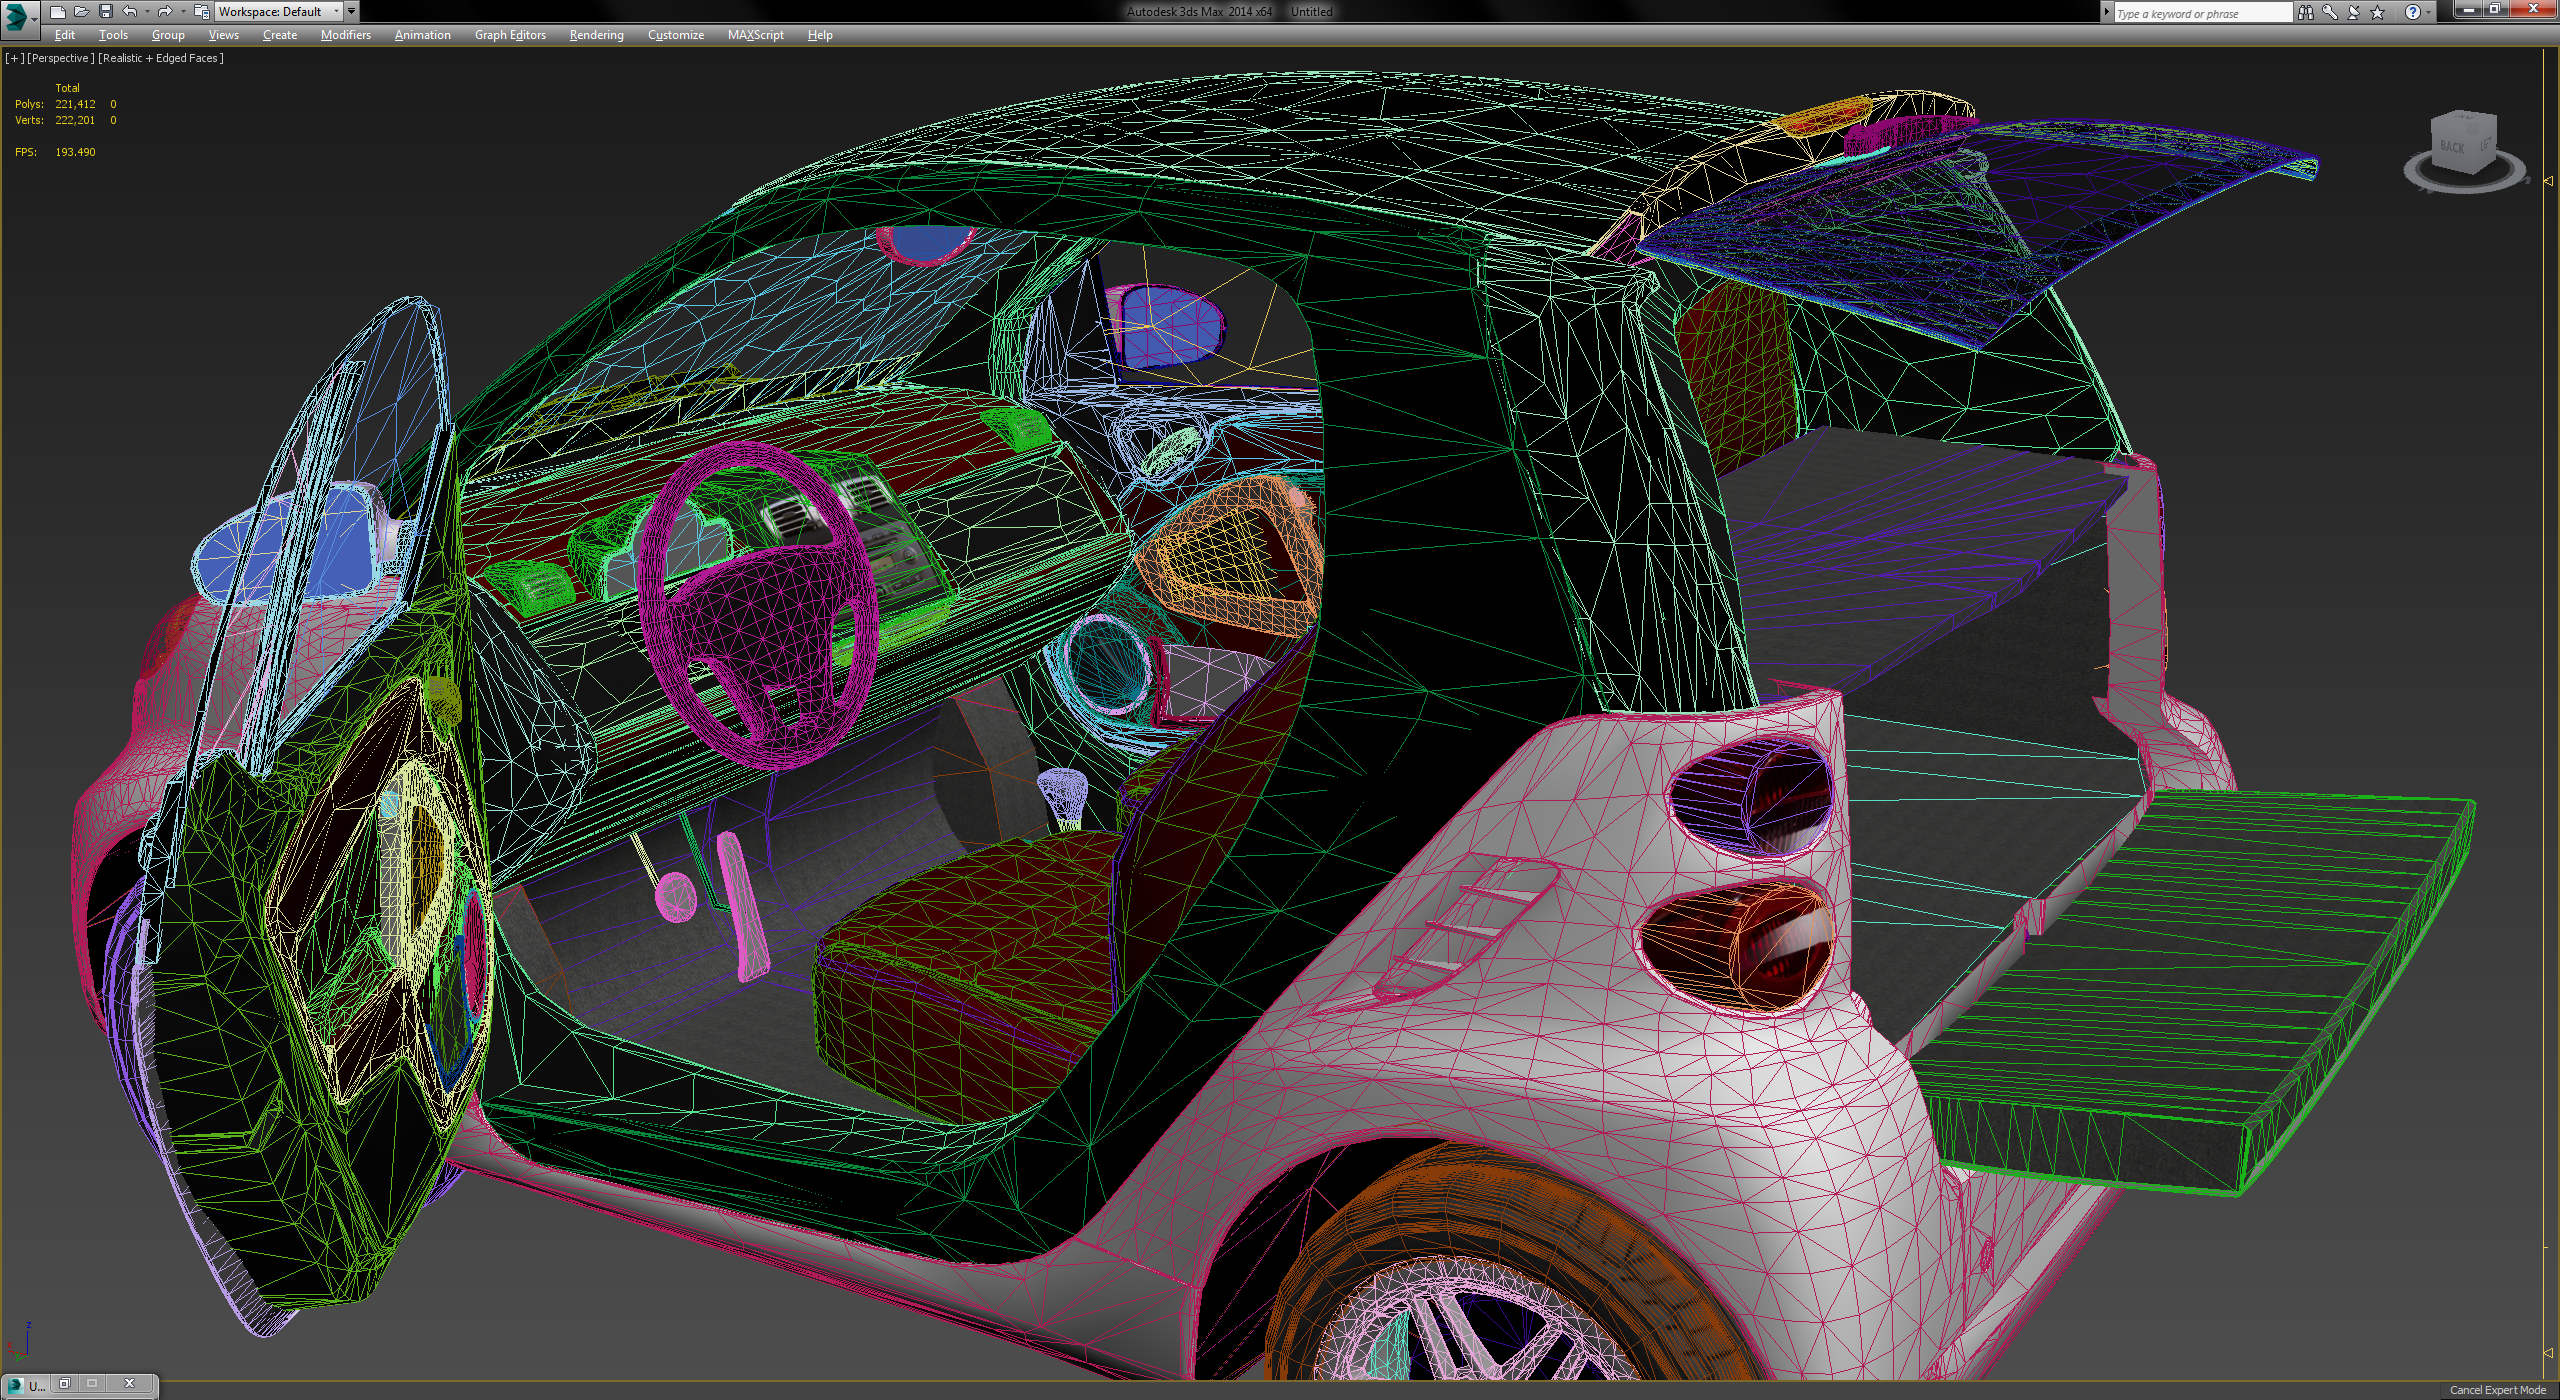 Workspace: Default
Autodesk 3ds Max 2014 x64 Untitled
Type a keyword or phrase
Edit Tools Group Views Create Modifiers Animation Graph Editors Rendering Customize MAXScript Help
[+] [Perspective] [Realistic + Edged Faces]
Total
Polys: 221,412 0
Verts: 222,201 0
FPS: 193.490
BACK
z
U...
Cancel Expert Mode